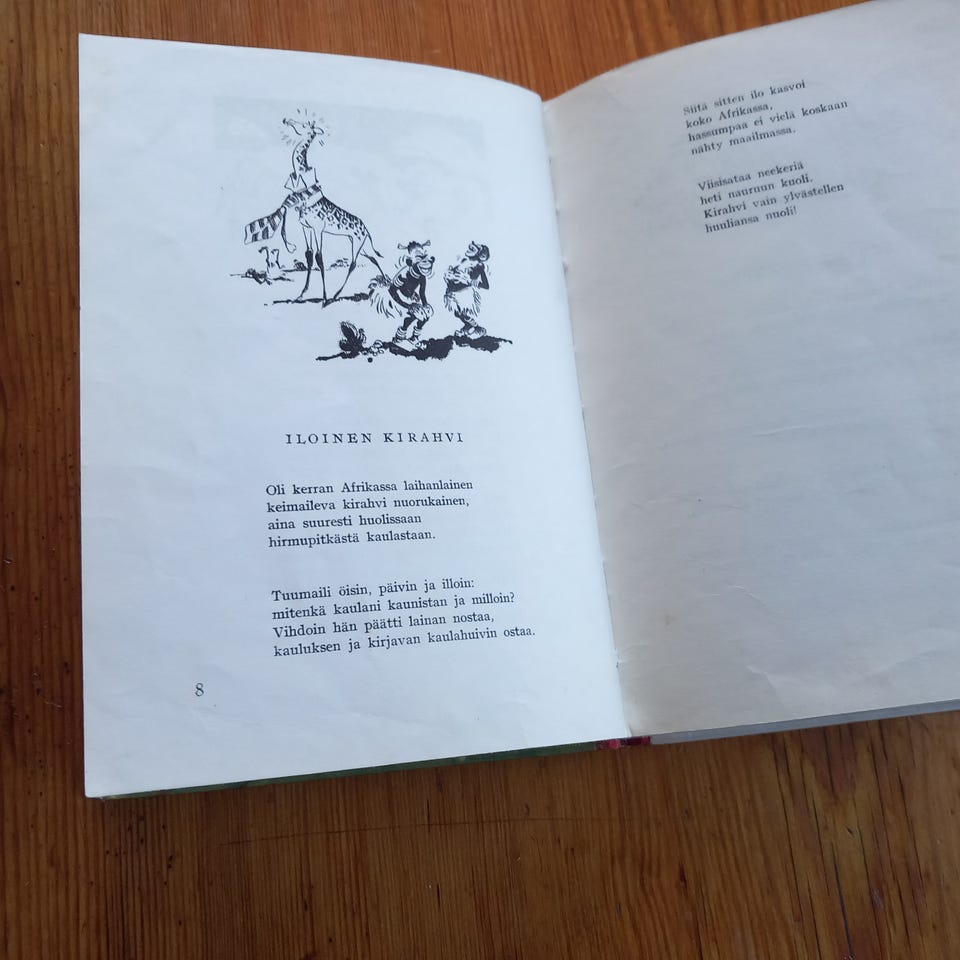 ILOINEN KIRAHVI
Oli kerran Afrikassa laihanlainen
keimaileva kirahvi nuorukainen,
aina suuresti huolissaan
hirmupitkästä kaulastaan.
Tuumaili öisin, päivin ja illoin:
mitenkä kaulani kaunistan ja milloin?
Vihdoin hän päätti lainan nostaa,
kauluksen ja kirjavan kaulahuivin ostaa.
8
Siitä sitten ilo kasvoi
koko Afrikassa,
hassumpaa ei vielä koskaan
nähty maailmassa.
Viisisataa neekeriä
heti nauruun kuoli.
Kirahvi vain ylvästellen
huuliansa nuoli!